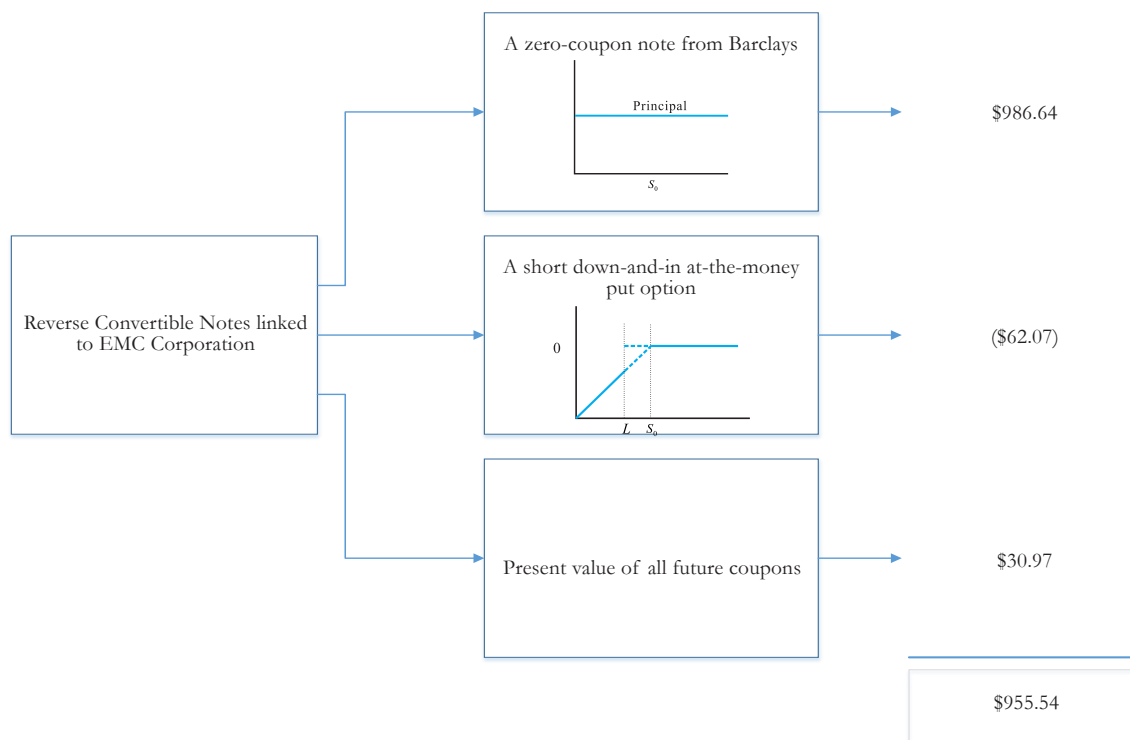 A zero-coupon note from Barclays
Principal
S₀
$986.64
Reverse Convertible Notes linked
to EMC Corporation
A short down-and-in at-the-money
put option
0
L S₀
($62.07)
Present value of all future coupons
$30.97
$955.54